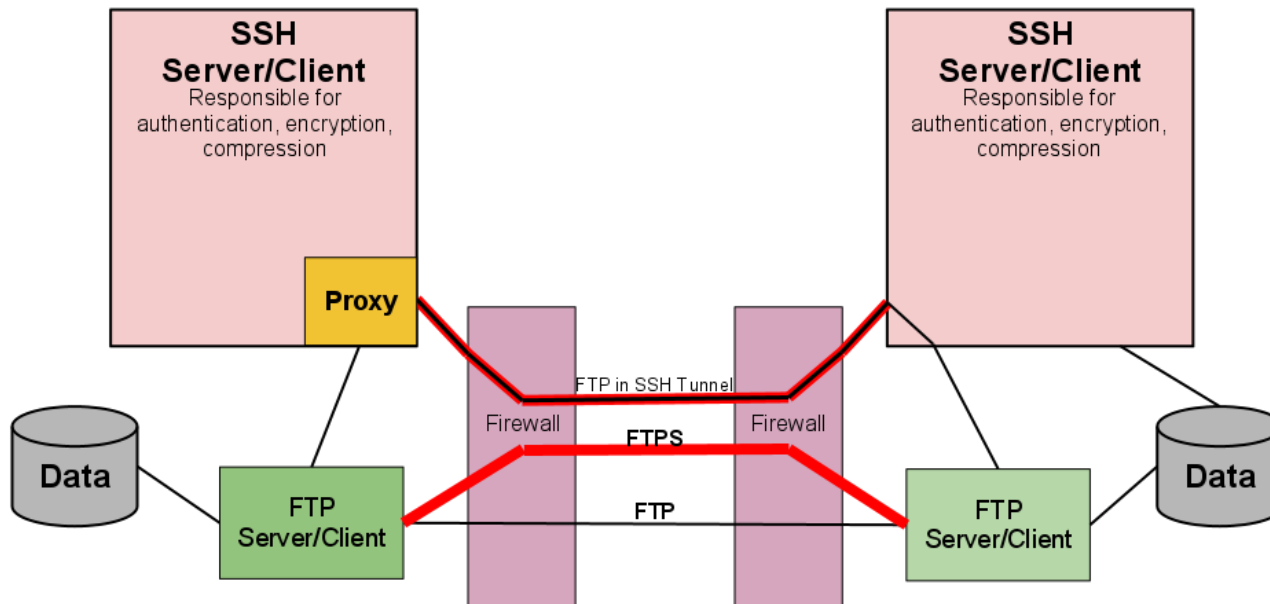 SSH
Server/Client
Responsible for
authentication, encryption,
compression
SSH
Server/Client
Responsible for
authentication, encryption,
compression
Proxy
FTP in SSH Tunnel
Firewall
Firewall
FTPS
Data
Data
FTP
Server/Client
FTP
FTP
Server/Client